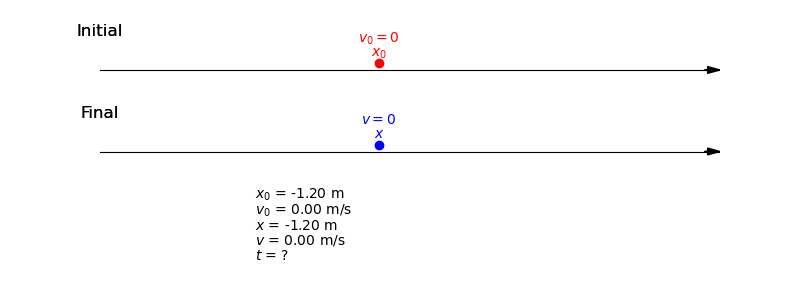 Initial
v₀ = 0
x₀
Final
v = 0
x
x₀ = -1.20 m
v₀ = 0.00 m/s
x = -1.20 m
v = 0.00 m/s
t = ?